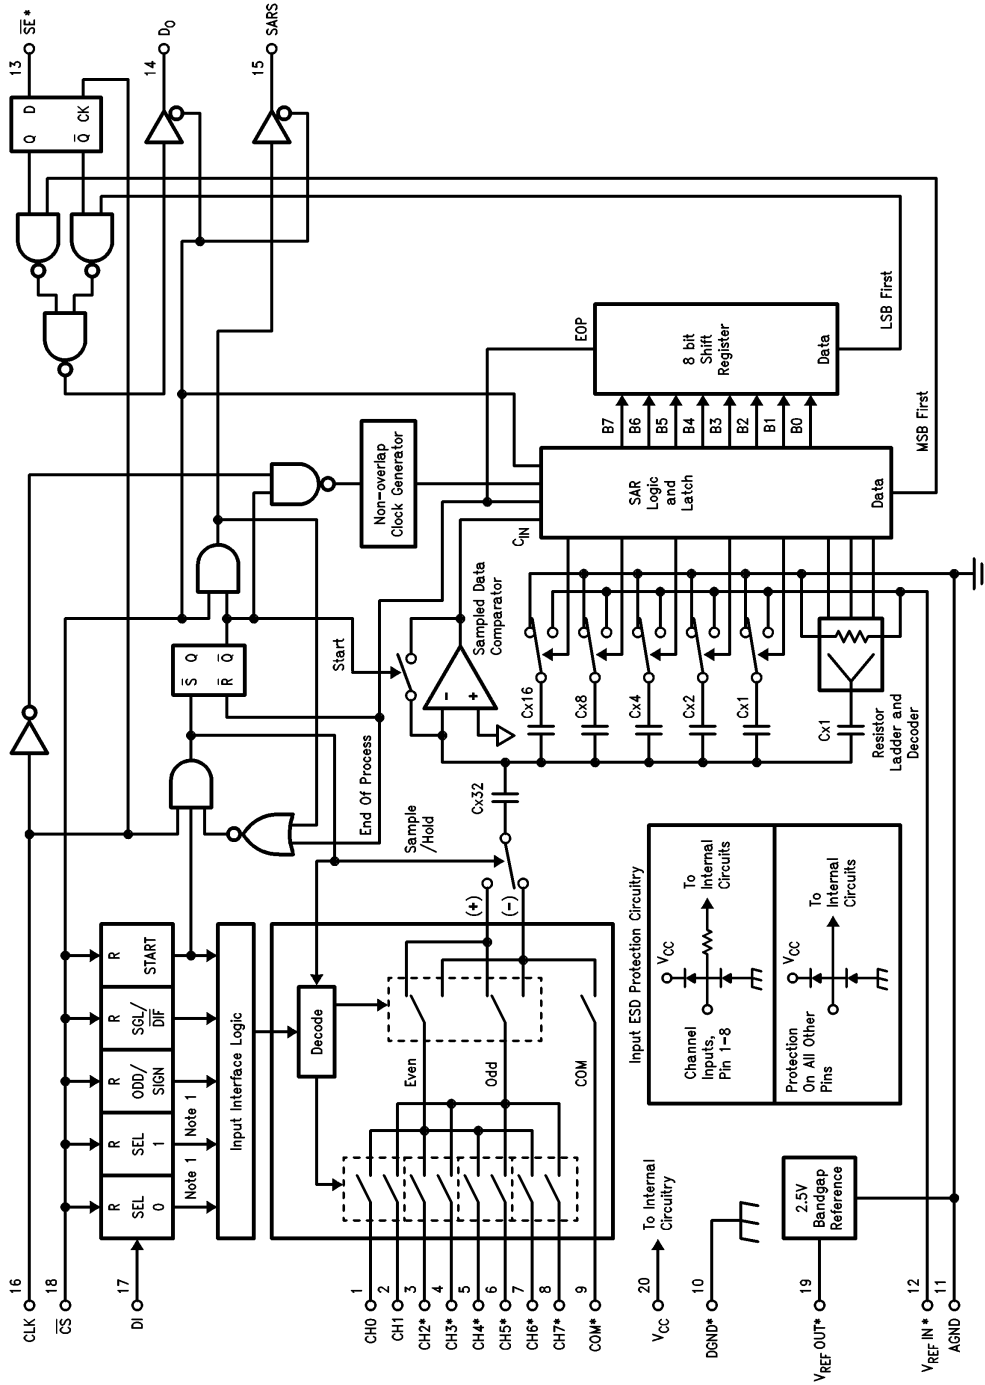 CLK 16
C̅S̅ 18
DI 17
R R R R R
SEL 0
SEL 1
ODD/ SIGN
SGL/ D̅I̅F̅
START
Note 1
Note 1
Input Interface Logic
Decode
Even
Odd
COM
CH0 1
CH1 2
CH2* 3
CH3* 4
CH4* 5
CH5* 6
CH6* 7
CH7* 8
COM* 9
VCC 20
To Internal
Circuitry
DGND* 10
VREF OUT* 19
2.5V
Bandgap
Reference
VREF IN* 12
AGND 11
Input ESD Protection Circuitry
VCC
Channel
Inputs,
Pin 1-8
To
Internal
Circuits
VCC
Protection
On All Other
Pins
To
Internal
Circuits
(+)
(-)
Sample
/Hold
End Of Process
Start
S̅ Q
R̅ Q̅
Cx32
-
+
Sampled Data
Comparator
Cx16
Cx8
Cx4
Cx2
Cx1
Cx1
Resistor
Ladder and
Decoder
Non-overlap
Clock Generator
CIN
SAR
Logic
and
Latch
Data
B7
B6
B5
B4
B3
B2
B1
B0
EOP
8 bit
Shift
Register
Data
MSB First
LSB First
Q D
Q̅ CK
13 S̅E̅*
14 DO
15 SARS